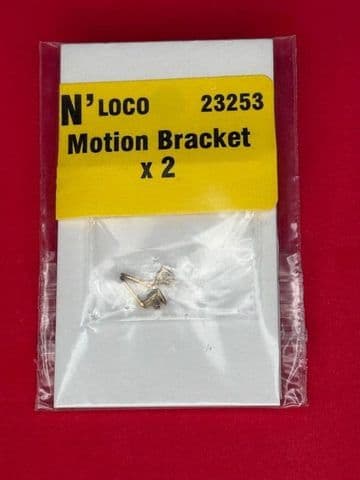 N' LOCO 23253
Motion Bracket
x 2